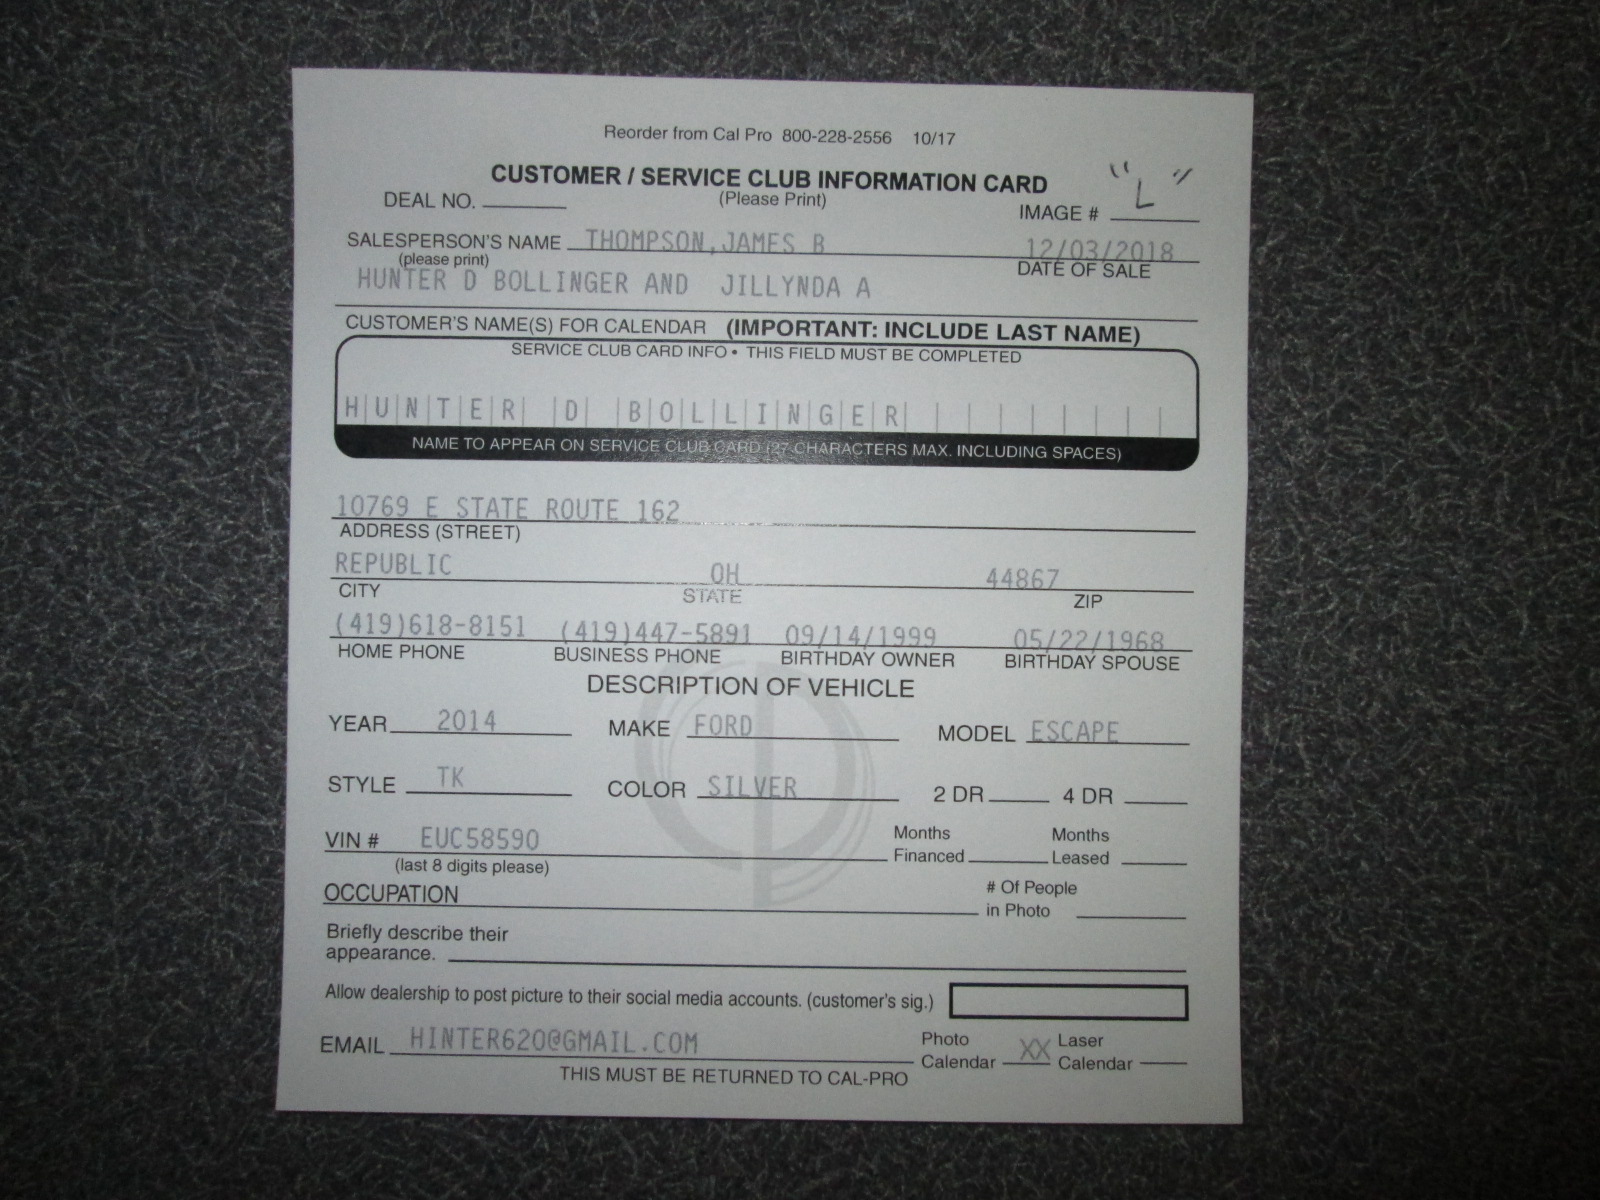 Reorder from Cal Pro 800-228-2556 10/17
CUSTOMER / SERVICE CLUB INFORMATION CARD
(Please Print)
"L"
DEAL NO. IMAGE #
SALESPERSON'S NAME THOMPSON,JAMES B 12/03/2018
(please print) DATE OF SALE
HUNTER D BOLLINGER AND JILLYNDA A
CUSTOMER'S NAME(S) FOR CALENDAR (IMPORTANT: INCLUDE LAST NAME)
SERVICE CLUB CARD INFO • THIS FIELD MUST BE COMPLETED
HUNTER D BOLLINGER
NAME TO APPEAR ON SERVICE CLUB CARD (27 CHARACTERS MAX. INCLUDING SPACES)
10769 E STATE ROUTE 162
ADDRESS (STREET)
REPUBLIC OH 44867
CITY STATE ZIP
(419)618-8151 (419)447-5891 09/14/1999 05/22/1968
HOME PHONE BUSINESS PHONE BIRTHDAY OWNER BIRTHDAY SPOUSE
DESCRIPTION OF VEHICLE
YEAR 2014 MAKE FORD MODEL ESCAPE
STYLE TK COLOR SILVER 2 DR 4 DR
VIN # EUC58590 Months Financed Months Leased
(last 8 digits please)
OCCUPATION # Of People in Photo
Briefly describe their
appearance.
Allow dealership to post picture to their social media accounts. (customer's sig.)
EMAIL HINTER620@GMAIL.COM Photo Calendar XX Laser Calendar
THIS MUST BE RETURNED TO CAL-PRO